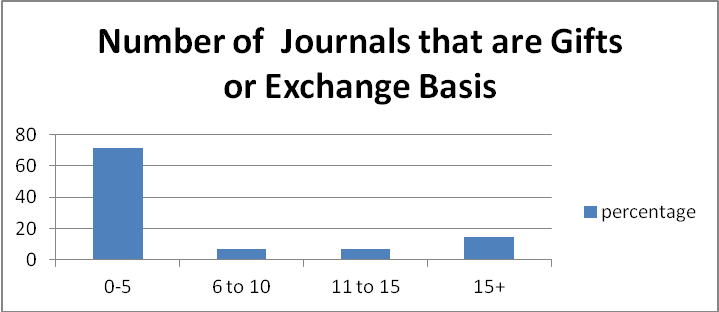 Number of  Journals that are Gifts
or Exchange Basis
80
60
40
20
0
0-5
6 to 10
11 to 15
15+
percentage